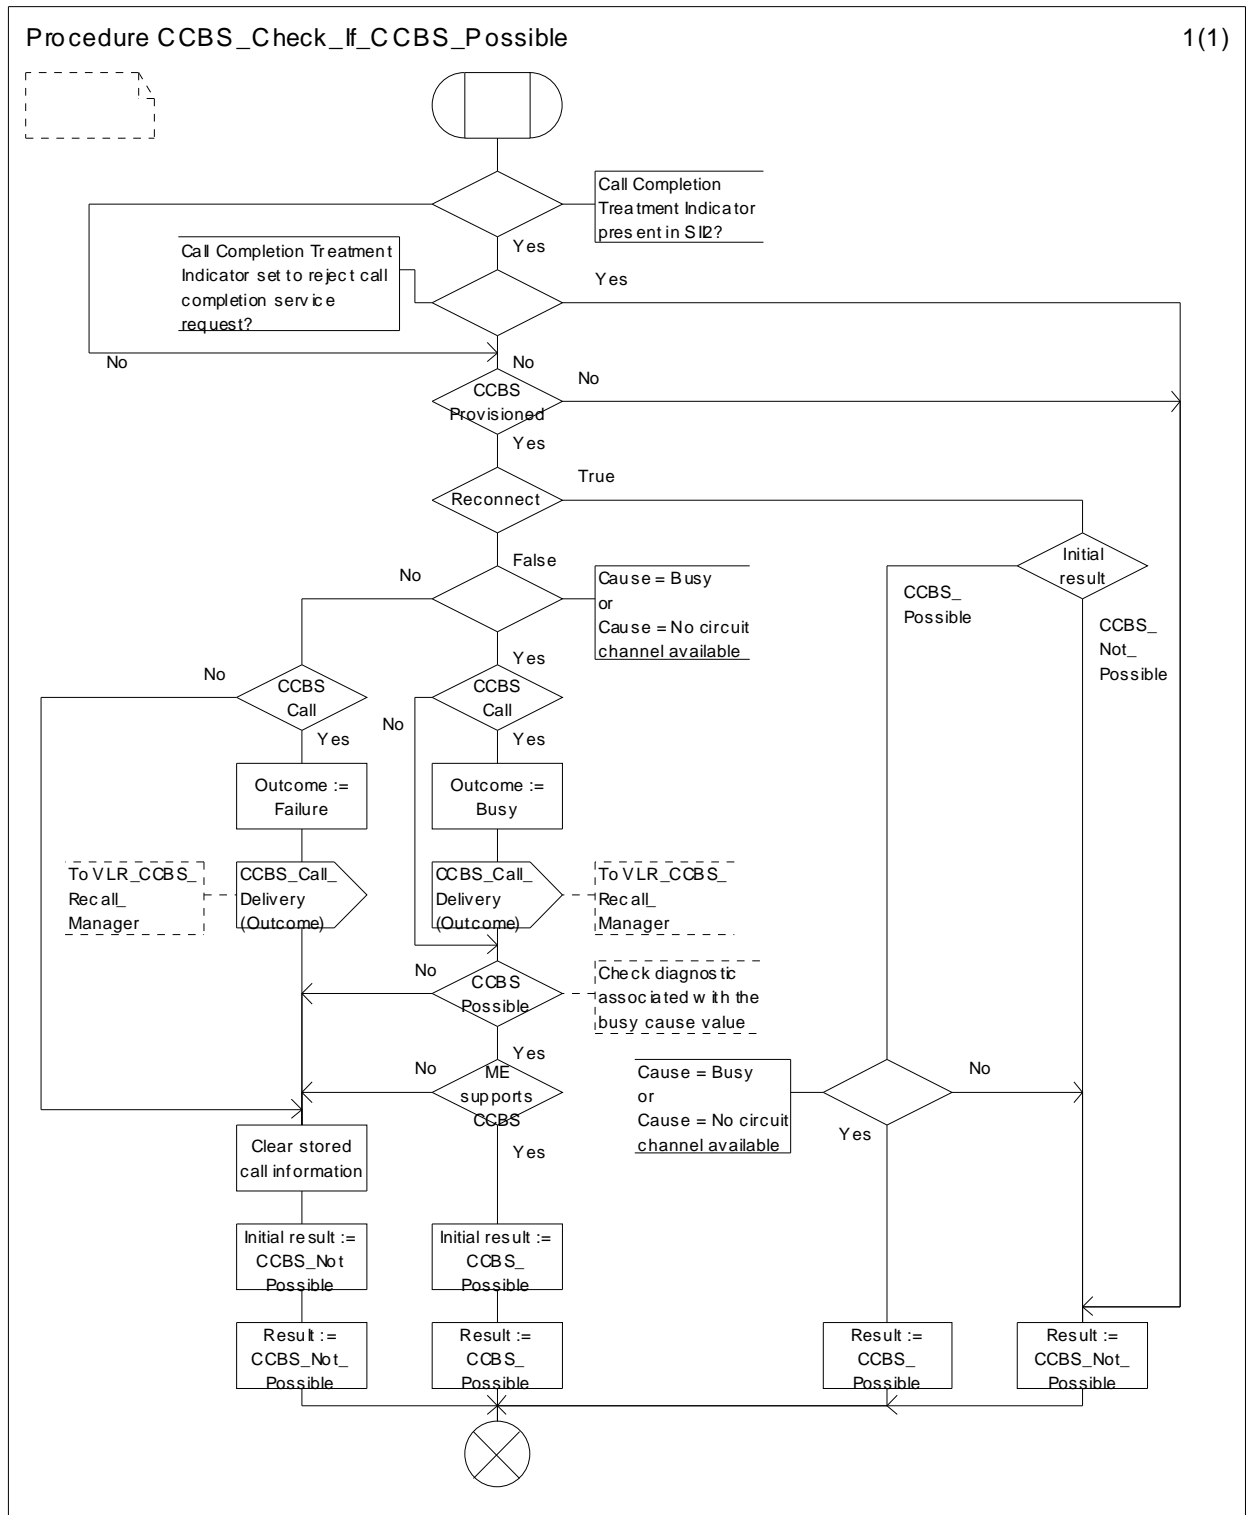 Procedure CCBS_Check_If_CCBS_Possible
1(1)
Call Completion
Treatment Indicator
present in SII2?
Yes
Call Completion Treatment
Indicator set to reject call
completion service
request?
Yes
No
No
CCBS
Provisioned
No
Yes
Reconnect
True
False
Initial
result
CCBS_
Possible
CCBS_
Not_
Possible
No
Cause = Busy
or
Cause = No circuit
channel available
Yes
No
CCBS
Call
Yes
CCBS
Call
No
Yes
Outcome :=
Failure
Outcome :=
Busy
To VLR_CCBS_
Recall_
Manager
CCBS_Call_
Delivery
(Outcome)
CCBS_Call_
Delivery
(Outcome)
To VLR_CCBS_
Recall_
Manager
No
CCBS
Possible
Check diagnostic
associated with the
busy cause value
Yes
No
ME
supports
CCBS
Yes
Cause = Busy
or
Cause = No circuit
channel available
No
Yes
Clear stored
call information
Initial result :=
CCBS_Not
Possible
Initial result :=
CCBS_
Possible
Result :=
CCBS_Not_
Possible
Result :=
CCBS_
Possible
Result :=
CCBS_
Possible
Result :=
CCBS_Not_
Possible